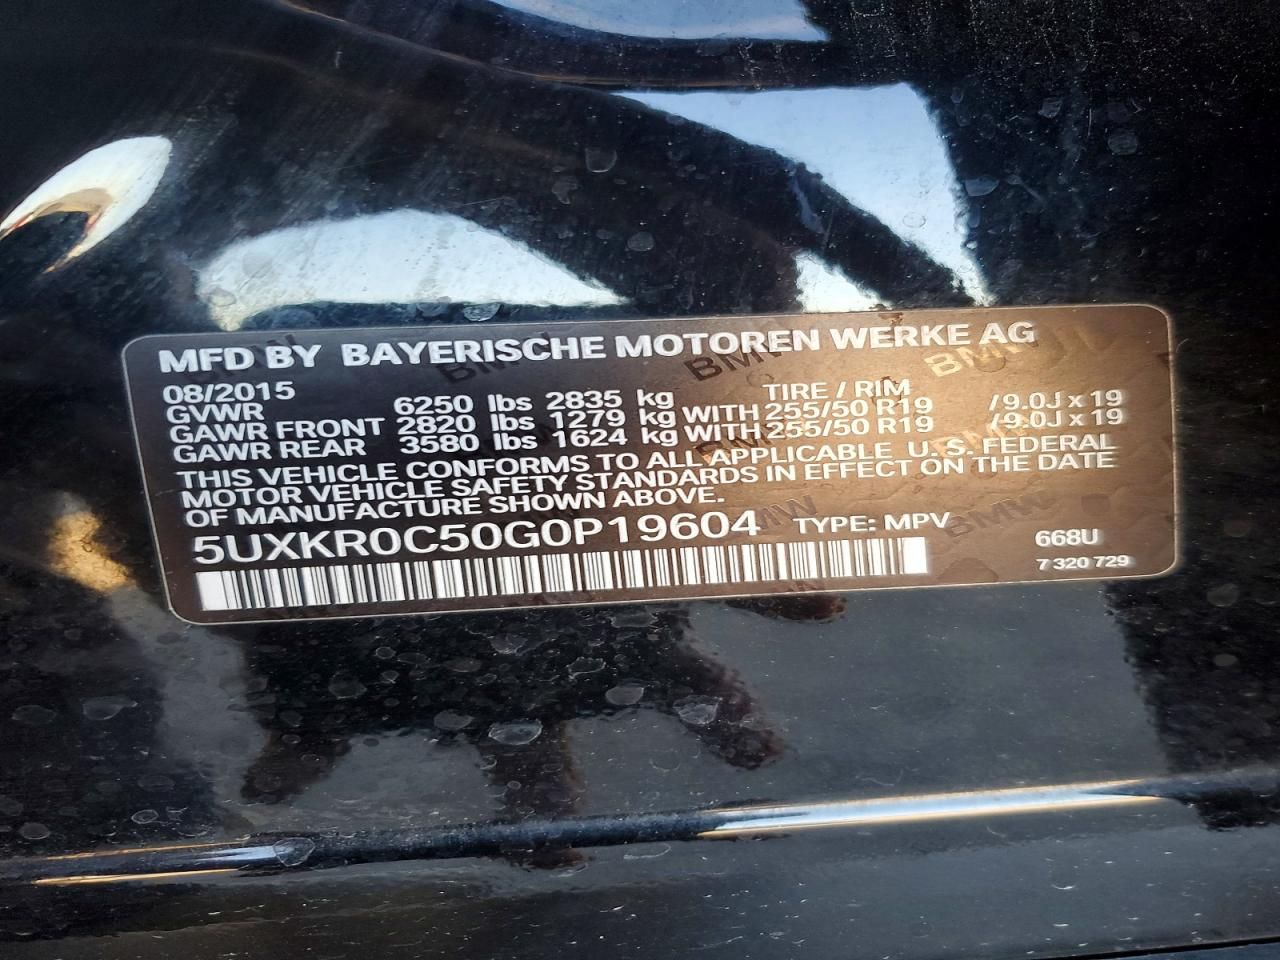 MFD BY BAYERISCHE MOTOREN WERKE AG
08/2015 TIRE / RIM
GVWR 6250 lbs 2835 kg
GAWR FRONT 2820 lbs 1279 kg WITH 255/50 R19 /9.0J x 19
GAWR REAR 3580 lbs 1624 kg WITH 255/50 R19 /9.0J x 19
THIS VEHICLE CONFORMS TO ALL APPLICABLE U. S. FEDERAL
MOTOR VEHICLE SAFETY STANDARDS IN EFFECT ON THE DATE
OF MANUFACTURE SHOWN ABOVE.
5UXKR0C50G0P19604 TYPE: MPV 668U
7 320 729